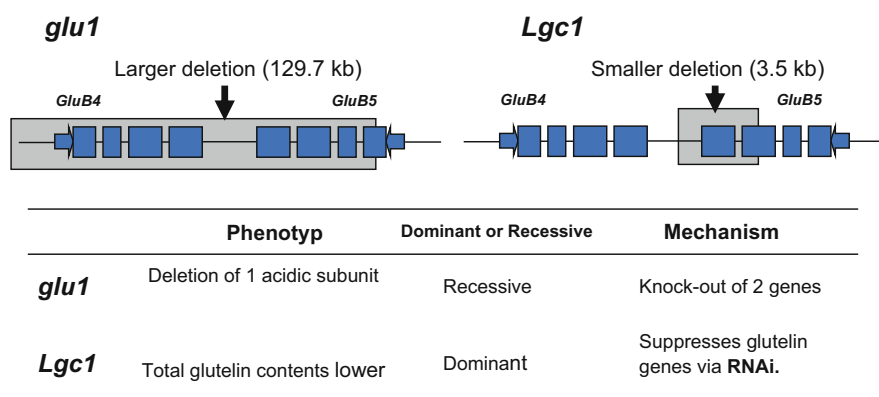 glu1
Lgc1
Larger deletion (129.7 kb)
Smaller deletion (3.5 kb)
GluB4
GluB5
GluB4
GluB5
Phenotyp
Dominant or Recessive
Mechanism
glu1
Deletion of 1 acidic subunit
Recessive
Knock-out of 2 genes
Lgc1
Total glutelin contents lower
Dominant
Suppresses glutelin
genes via RNAi.